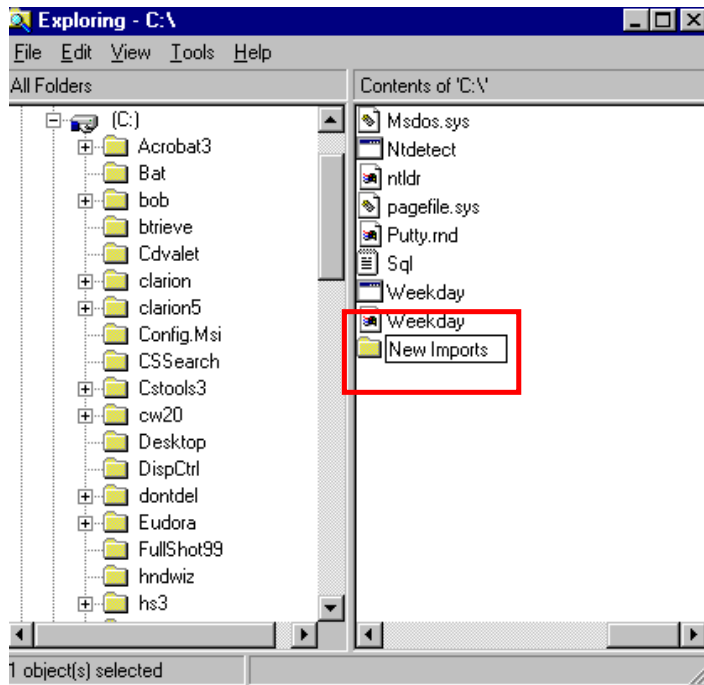 Exploring - C:\
File Edit View Tools Help
All Folders
Contents of 'C:\'
(C:)
Acrobat3
Bat
bob
btrieve
Cdvalet
clarion
clarion5
Config.Msi
CSSearch
Cstools3
cw20
Desktop
DispCtrl
dontdel
Eudora
FullShot99
hndwiz
hs3
Msdos.sys
Ntdetect
ntldr
pagefile.sys
Putty.rnd
Sql
Weekday
Weekday
New Imports
1 object(s) selected